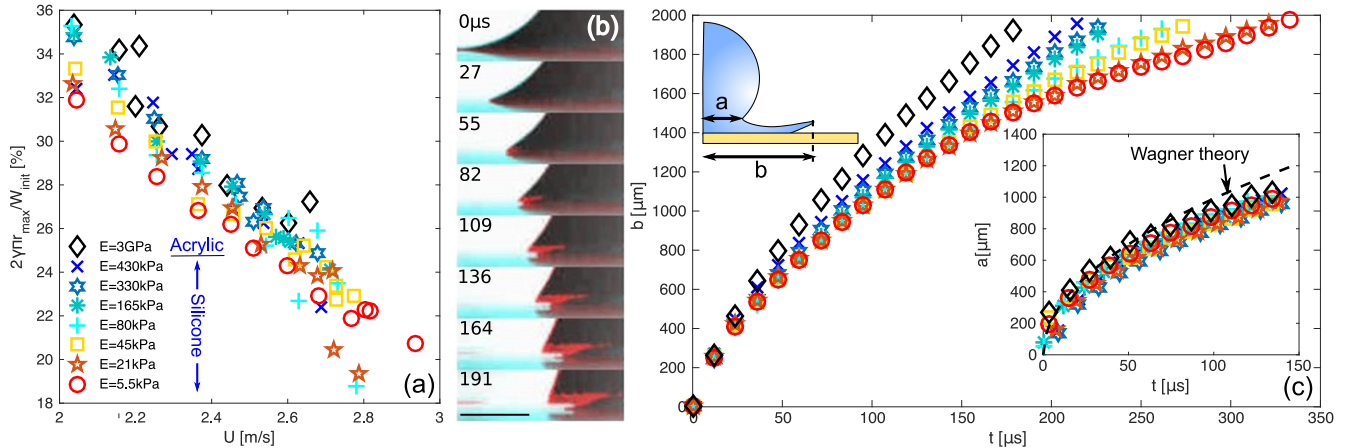 36
34
32
30
28
26
24
22
20
18
2γπr_max/W_init [%]
E=3GPa
Acrylic
E=430kPa
E=330kPa
E=165kPa
E=80kPa
E=45kPa
E=21kPa
E=5.5kPa
Silicone
(a)
2 2.2 2.4 2.6 2.8 3
U [m/s]
(b)
0µs
27
55
82
109
136
164
191
2000
1800
1600
1400
1200
1000
800
600
400
200
0
b [µm]
a
b
0 50 100 150 200 250 300 350
t [µs]
1400
1200
1000
800
600
400
200
0
a [µm]
Wagner theory
0 50 100 150
t [µs]
(c)